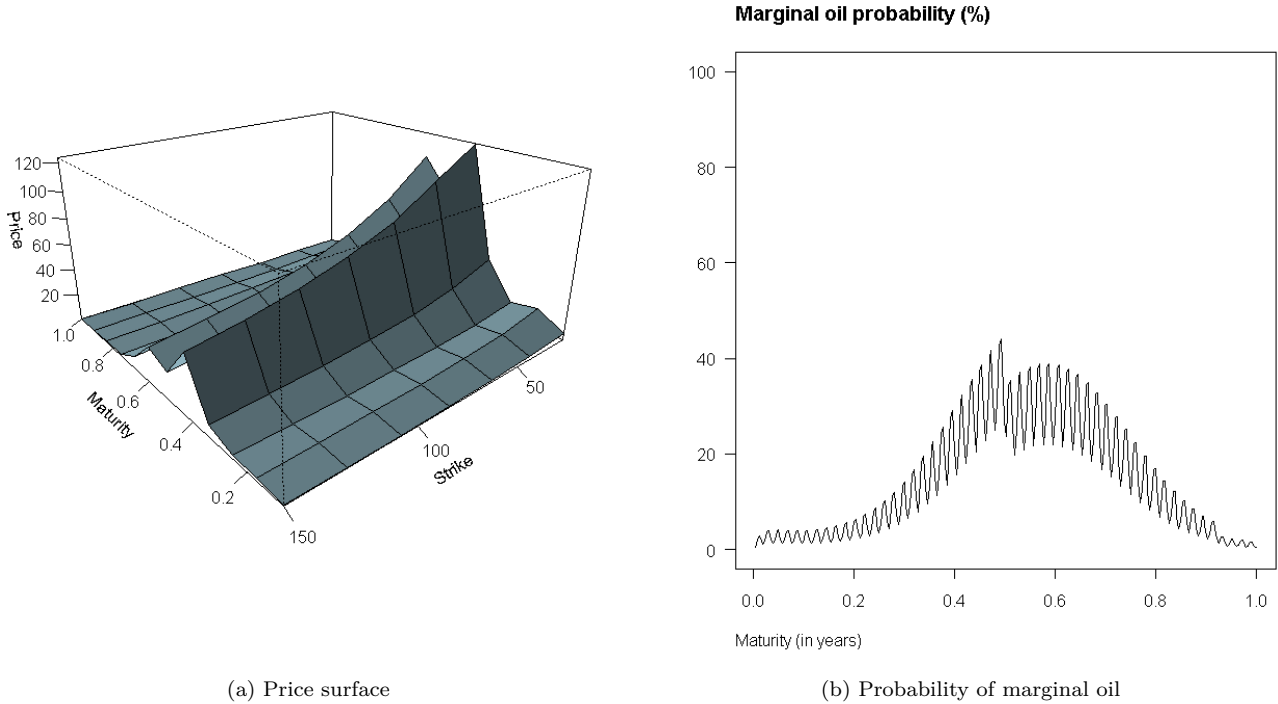 Marginal oil probability (%)
120
100
80
60
40
20
Price
1.0
0.8
0.6
0.4
0.2
Maturity
50
100
150
Strike
100
80
60
40
20
0
0.0 0.2 0.4 0.6 0.8 1.0
Maturity (in years)
(a) Price surface
(b) Probability of marginal oil